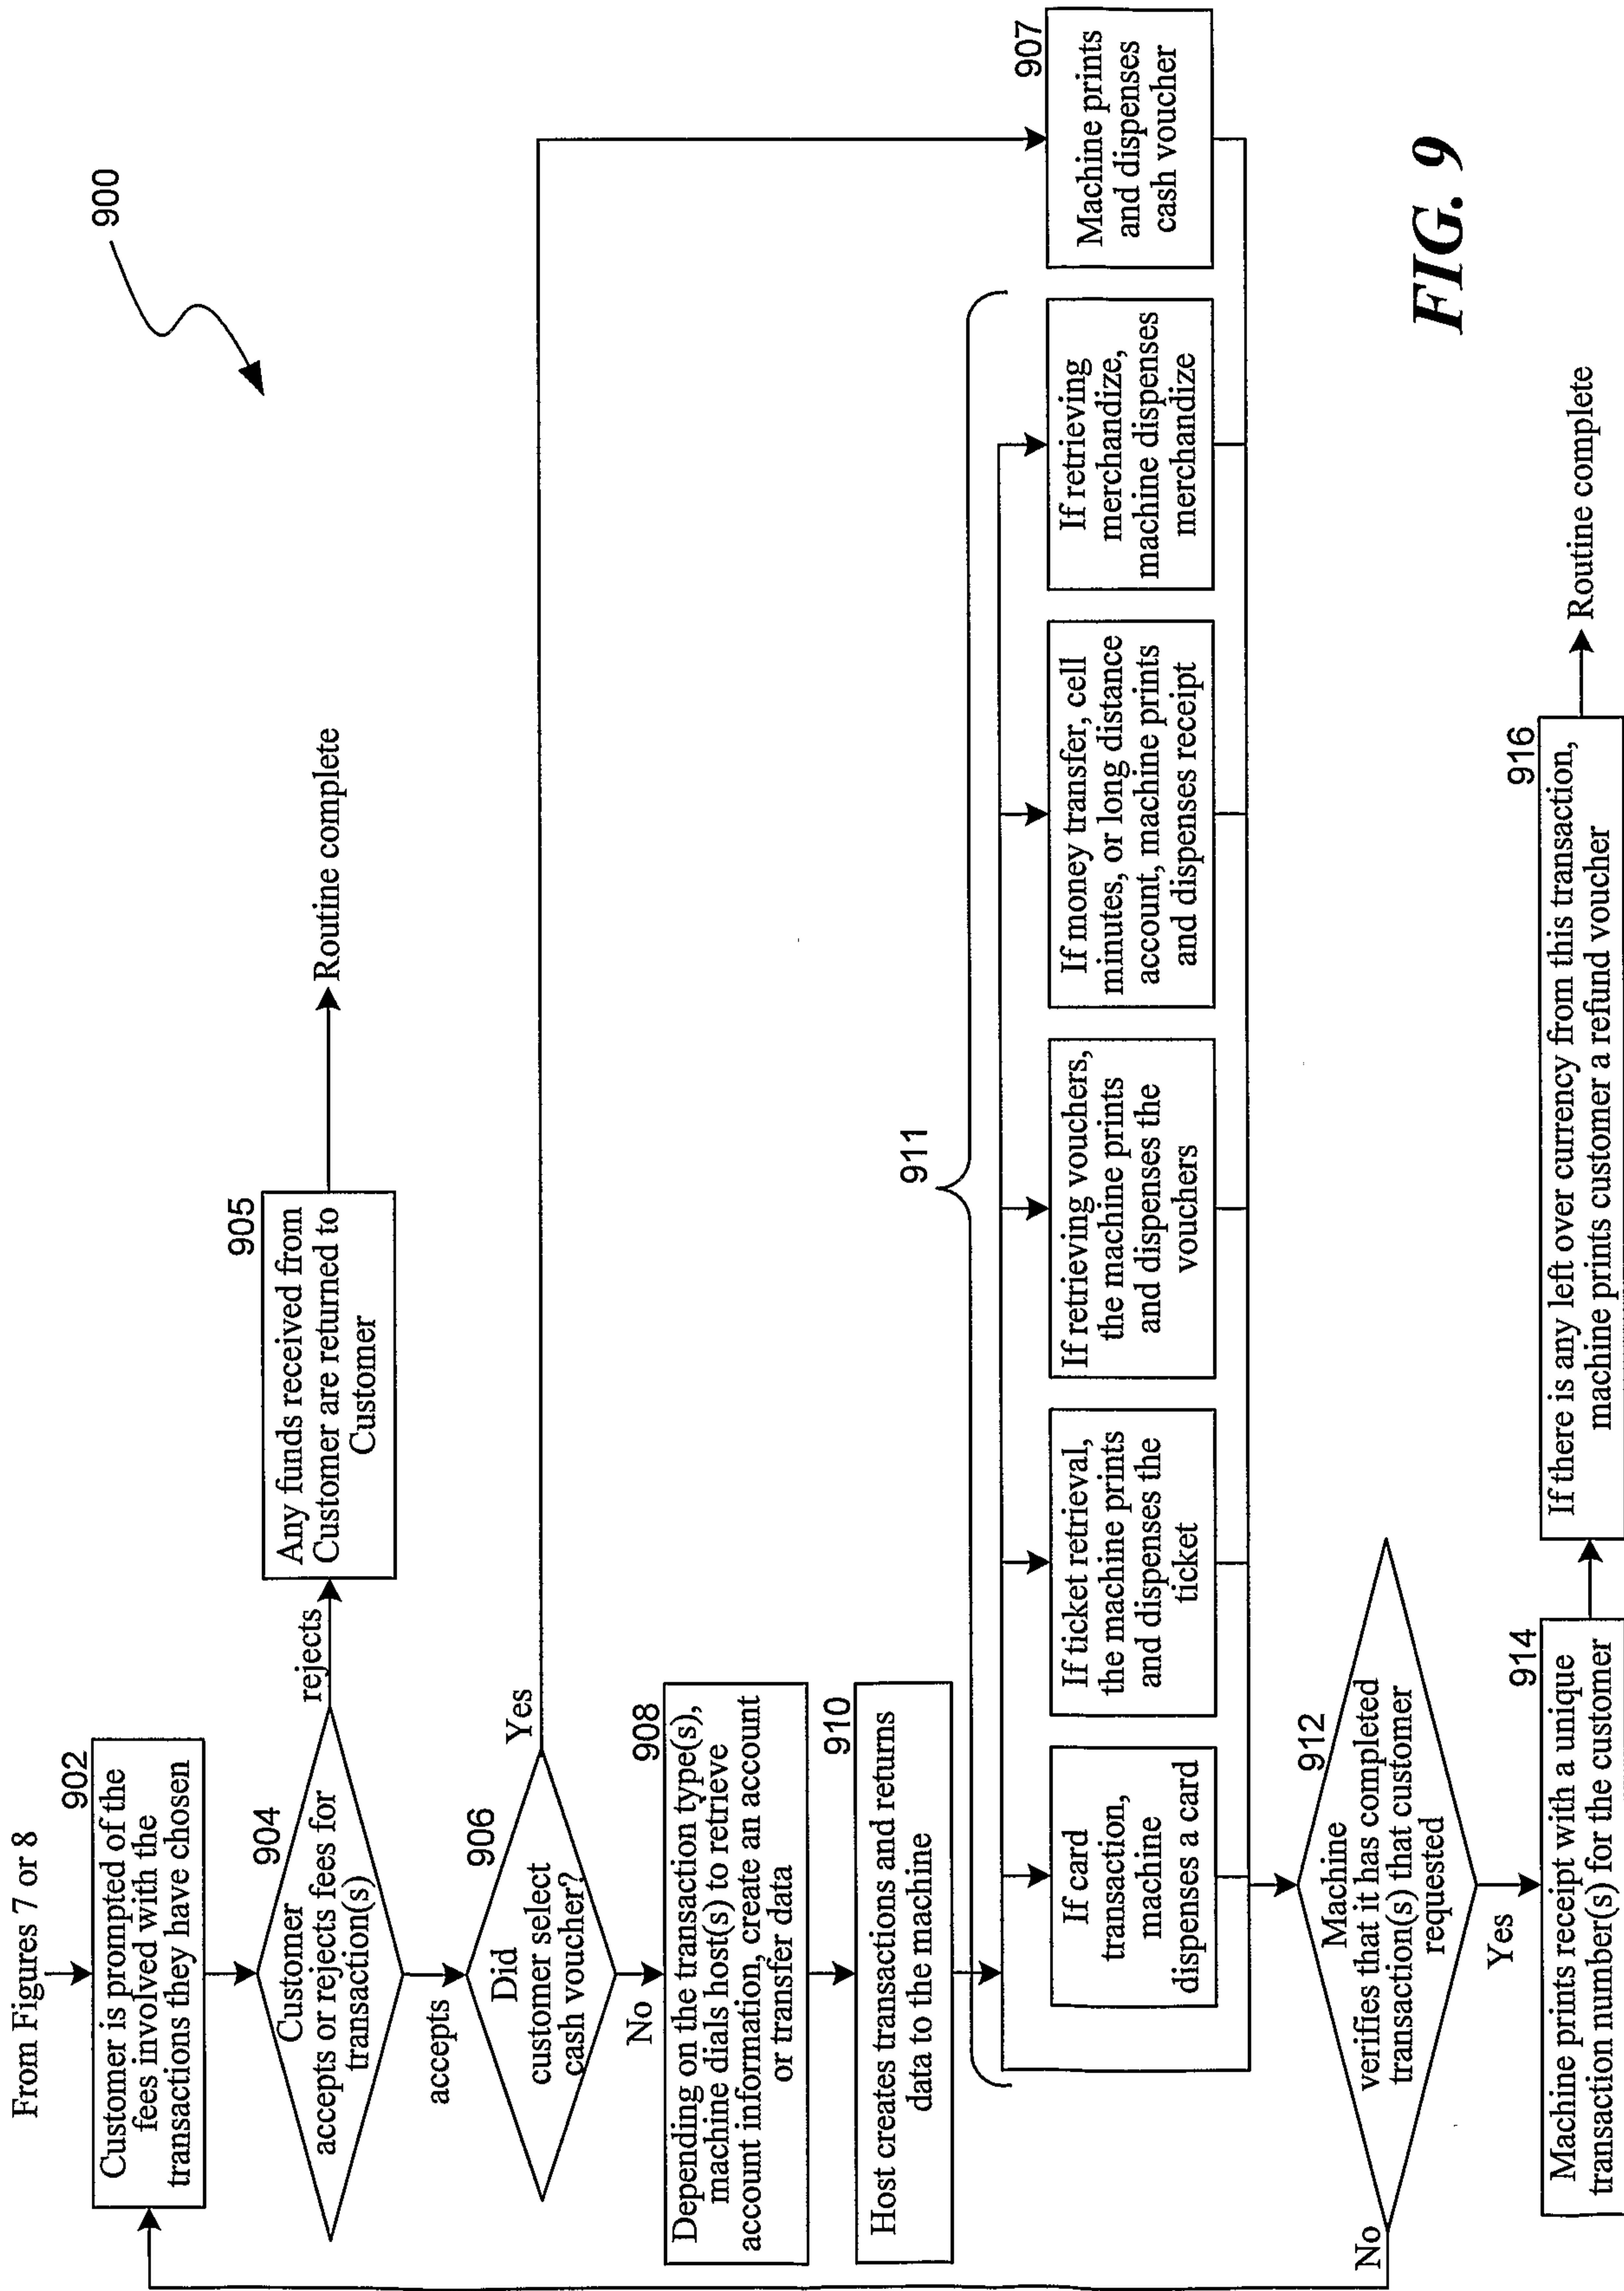 From Figures 7 or 8
900
902
Customer is prompted of the
fees involved with the
transactions they have chosen
904
Customer
accepts or rejects fees for
transaction(s)
rejects
905
Any funds received from
Customer are returned to
Customer
Routine complete
accepts
906
Did
customer select
cash voucher?
Yes
No
908
Depending on the transaction type(s),
machine dials host(s) to retrieve
account information, create an account
or transfer data
910
Host creates transactions and returns
data to the machine
911
If card
transaction,
machine
dispenses a card
If ticket retrieval,
the machine prints
and dispenses the
ticket
If retrieving vouchers,
the machine prints
and dispenses the
vouchers
If money transfer, cell
minutes, or long distance
account, machine prints
and dispenses receipt
If retrieving
merchandize,
machine dispenses
merchandize
907
Machine prints
and dispenses
cash voucher
912
Machine
verifies that it has completed
transaction(s) that customer
requested
No
Yes
914
Machine prints receipt with a unique
transaction number(s) for the customer
916
If there is any left over currency from this transaction,
machine prints customer a refund voucher
Routine complete
FIG. 9